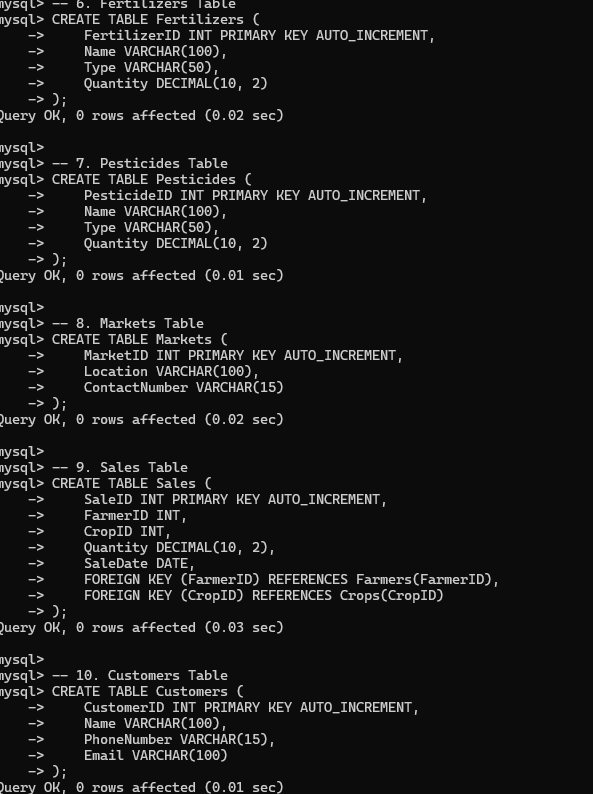 mysql> -- 6. Fertilizers Table
mysql> CREATE TABLE Fertilizers (
    ->     FertilizerID INT PRIMARY KEY AUTO_INCREMENT,
    ->     Name VARCHAR(100),
    ->     Type VARCHAR(50),
    ->     Quantity DECIMAL(10, 2)
    -> );
Query OK, 0 rows affected (0.02 sec)

mysql>
mysql> -- 7. Pesticides Table
mysql> CREATE TABLE Pesticides (
    ->     PesticideID INT PRIMARY KEY AUTO_INCREMENT,
    ->     Name VARCHAR(100),
    ->     Type VARCHAR(50),
    ->     Quantity DECIMAL(10, 2)
    -> );
Query OK, 0 rows affected (0.01 sec)

mysql>
mysql> -- 8. Markets Table
mysql> CREATE TABLE Markets (
    ->     MarketID INT PRIMARY KEY AUTO_INCREMENT,
    ->     Location VARCHAR(100),
    ->     ContactNumber VARCHAR(15)
    -> );
Query OK, 0 rows affected (0.02 sec)

mysql>
mysql> -- 9. Sales Table
mysql> CREATE TABLE Sales (
    ->     SaleID INT PRIMARY KEY AUTO_INCREMENT,
    ->     FarmerID INT,
    ->     CropID INT,
    ->     Quantity DECIMAL(10, 2),
    ->     SaleDate DATE,
    ->     FOREIGN KEY (FarmerID) REFERENCES Farmers(FarmerID),
    ->     FOREIGN KEY (CropID) REFERENCES Crops(CropID)
    -> );
Query OK, 0 rows affected (0.03 sec)

mysql>
mysql> -- 10. Customers Table
mysql> CREATE TABLE Customers (
    ->     CustomerID INT PRIMARY KEY AUTO_INCREMENT,
    ->     Name VARCHAR(100),
    ->     PhoneNumber VARCHAR(15),
    ->     Email VARCHAR(100)
    -> );
Query OK, 0 rows affected (0.01 sec)